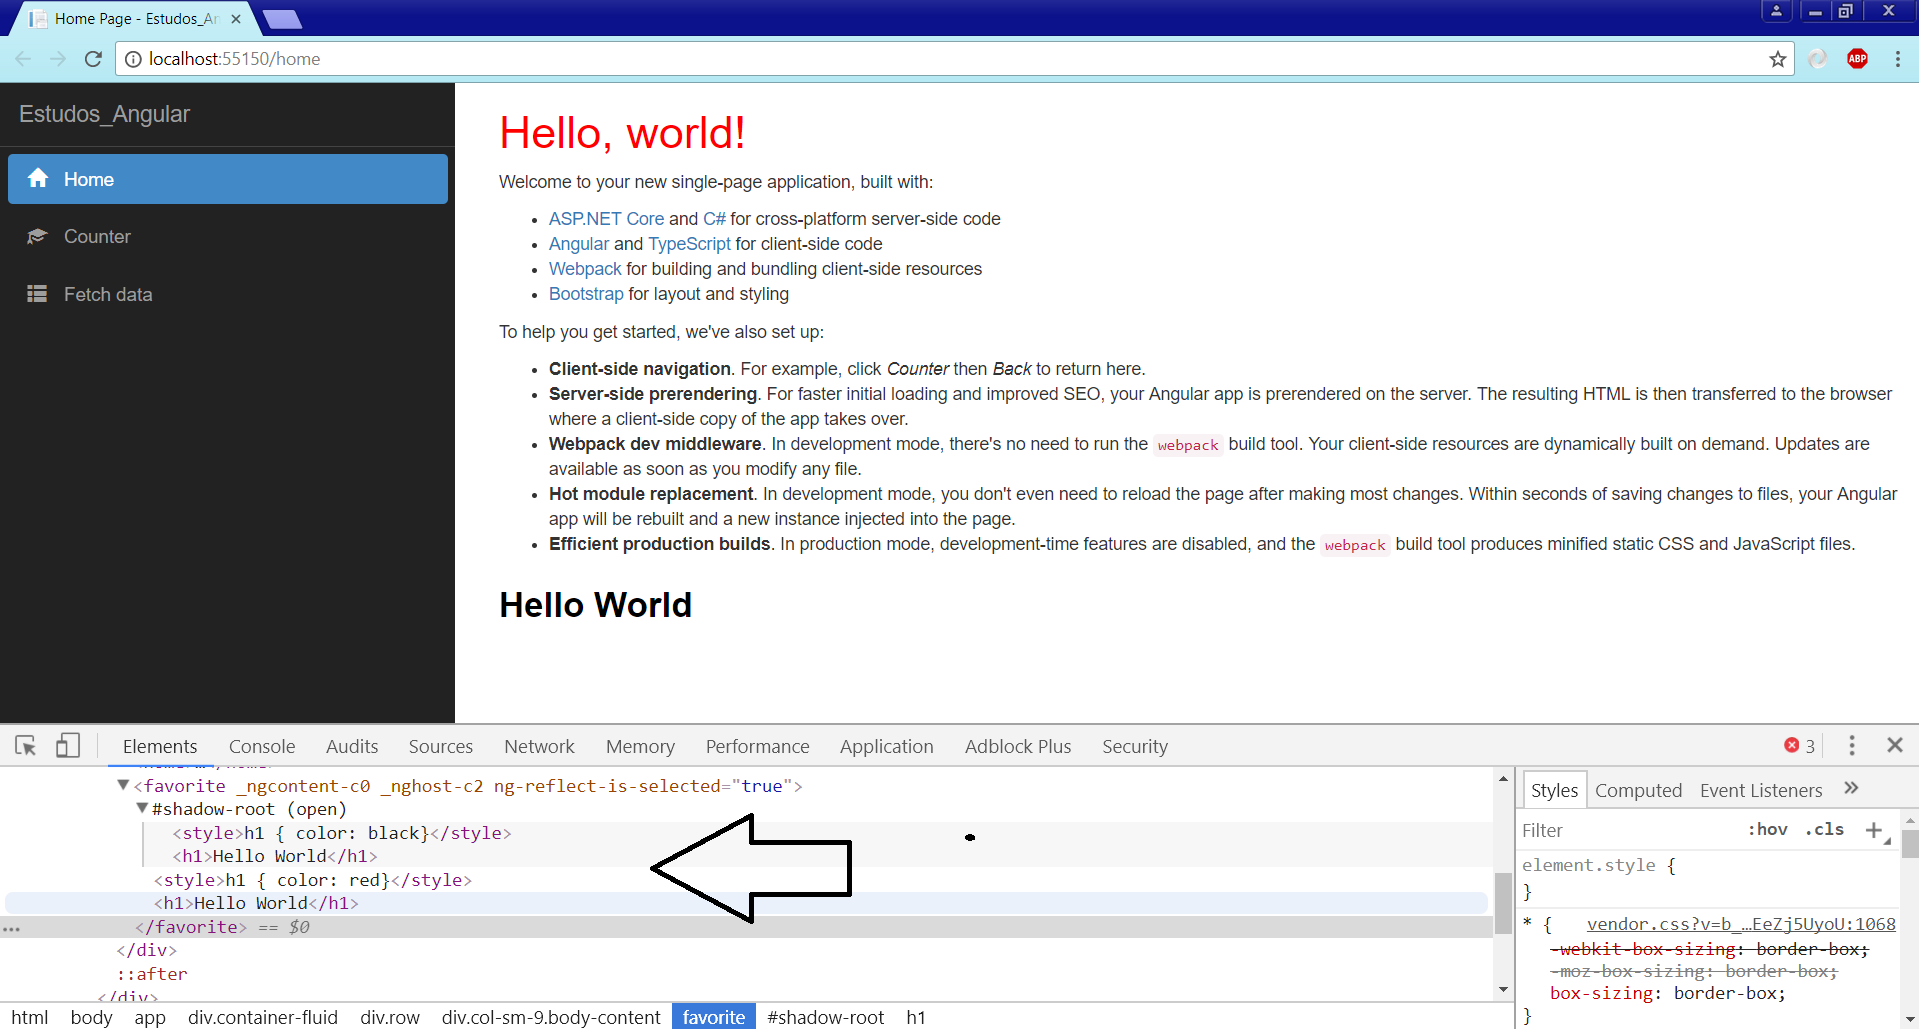 Home Page - Estudos_An
localhost:55150/home
ABP
Estudos_Angular
Home
Counter
Fetch data
Hello, world!
Welcome to your new single-page application, built with:
• ASP.NET Core and C# for cross-platform server-side code
• Angular and TypeScript for client-side code
• Webpack for building and bundling client-side resources
• Bootstrap for layout and styling
To help you get started, we've also set up:
• Client-side navigation. For example, click Counter then Back to return here.
• Server-side prerendering. For faster initial loading and improved SEO, your Angular app is prerendered on the server. The resulting HTML is then transferred to the browser
where a client-side copy of the app takes over.
• Webpack dev middleware. In development mode, there's no need to run the webpack build tool. Your client-side resources are dynamically built on demand. Updates are
available as soon as you modify any file.
• Hot module replacement. In development mode, you don't even need to reload the page after making most changes. Within seconds of saving changes to files, your Angular
app will be rebuilt and a new instance injected into the page.
• Efficient production builds. In production mode, development-time features are disabled, and the webpack build tool produces minified static CSS and JavaScript files.
Hello World
Elements Console Audits Sources Network Memory Performance Application Adblock Plus Security 3
<favorite _ngcontent-c0 _nghost-c2 ng-reflect-is-selected="true">
#shadow-root (open)
<style>h1 { color: black}</style>
<h1>Hello World</h1>
<style>h1 { color: red}</style>
<h1>Hello World</h1>
</favorite> == $0
</div>
::after
</div>
html body app div.container-fluid div.row div.col-sm-9.body-content favorite #shadow-root h1
Styles Computed Event Listeners »
Filter :hov .cls +
element.style {
}
* { vendor.css?v=b_…EeZj5UyoU:1068
-webkit-box-sizing: border-box;
-moz-box-sizing: border-box;
box-sizing: border-box;
}